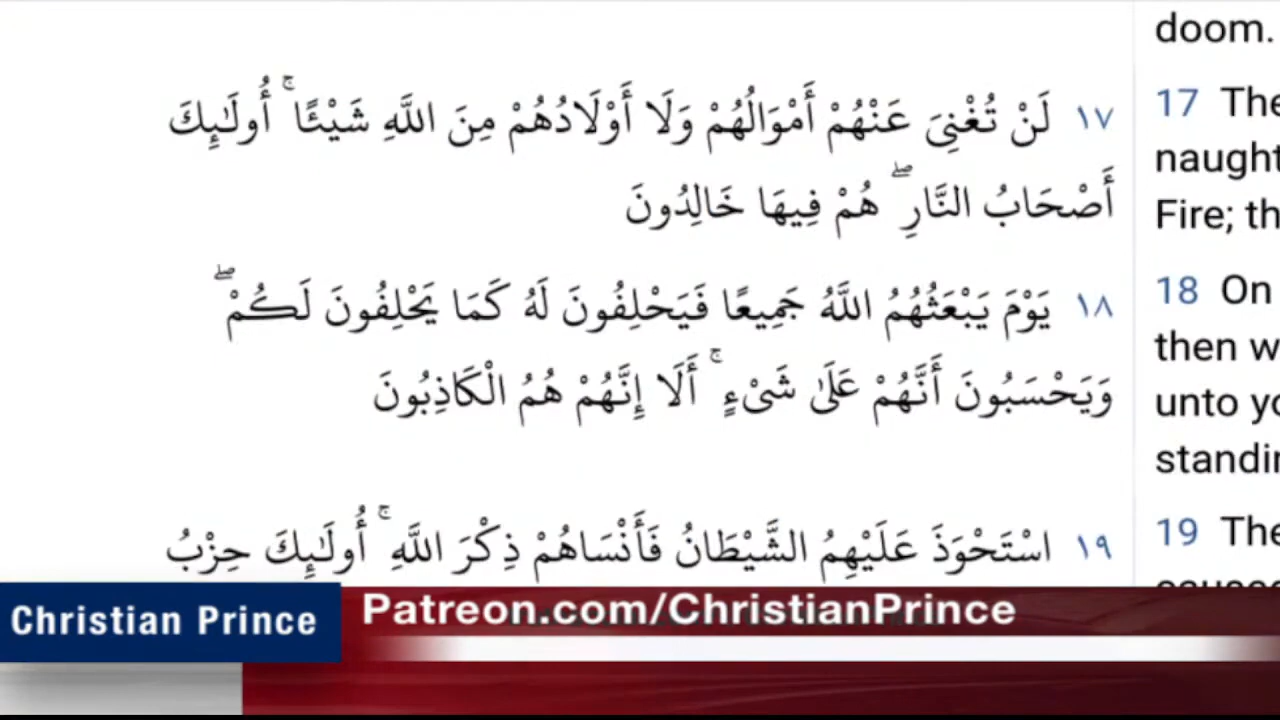 doom.
١٧ لَنْ تُغْنِىَ عَنْهُمْ أَمْوَالُهُمْ وَلَا أَوْلَادُهُمْ مِنَ اللَّهِ شَيْئًا ۚ أُولَٰئِكَ
أَصْحَابُ النَّارِ ۖ هُمْ فِيهَا خَالِدُونَ
17 The
naught
Fire; th
١٨ يَوْمَ يَبْعَثُهُمُ اللَّهُ جَمِيعًا فَيَحْلِفُونَ لَهُ كَمَا يَحْلِفُونَ لَكُمْ ۖ
وَيَحْسَبُونَ أَنَّهُمْ عَلَىٰ شَىْءٍ ۚ أَلَا إِنَّهُمْ هُمُ الْكَاذِبُونَ
18 On
then w
unto yo
standin
١٩ اسْتَحْوَذَ عَلَيْهِمُ الشَّيْطَانُ فَأَنْسَاهُمْ ذِكْرَ اللَّهِ ۚ أُولَٰئِكَ حِزْبُ
19 The
Christian Prince
Patreon.com/ChristianPrince